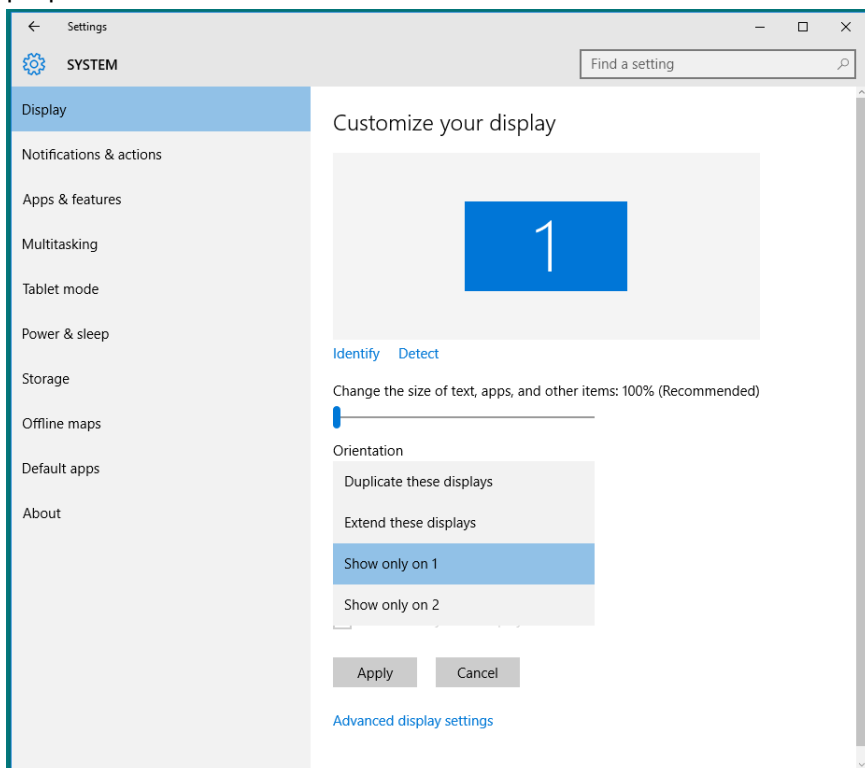 Settings
SYSTEM
Find a setting
Display
Notifications & actions
Apps & features
Multitasking
Tablet mode
Power & sleep
Storage
Offline maps
Default apps
About
Customize your display
1
Identify Detect
Change the size of text, apps, and other items: 100% (Recommended)
Orientation
Duplicate these displays
Extend these displays
Show only on 1
Show only on 2
Apply Cancel
Advanced display settings